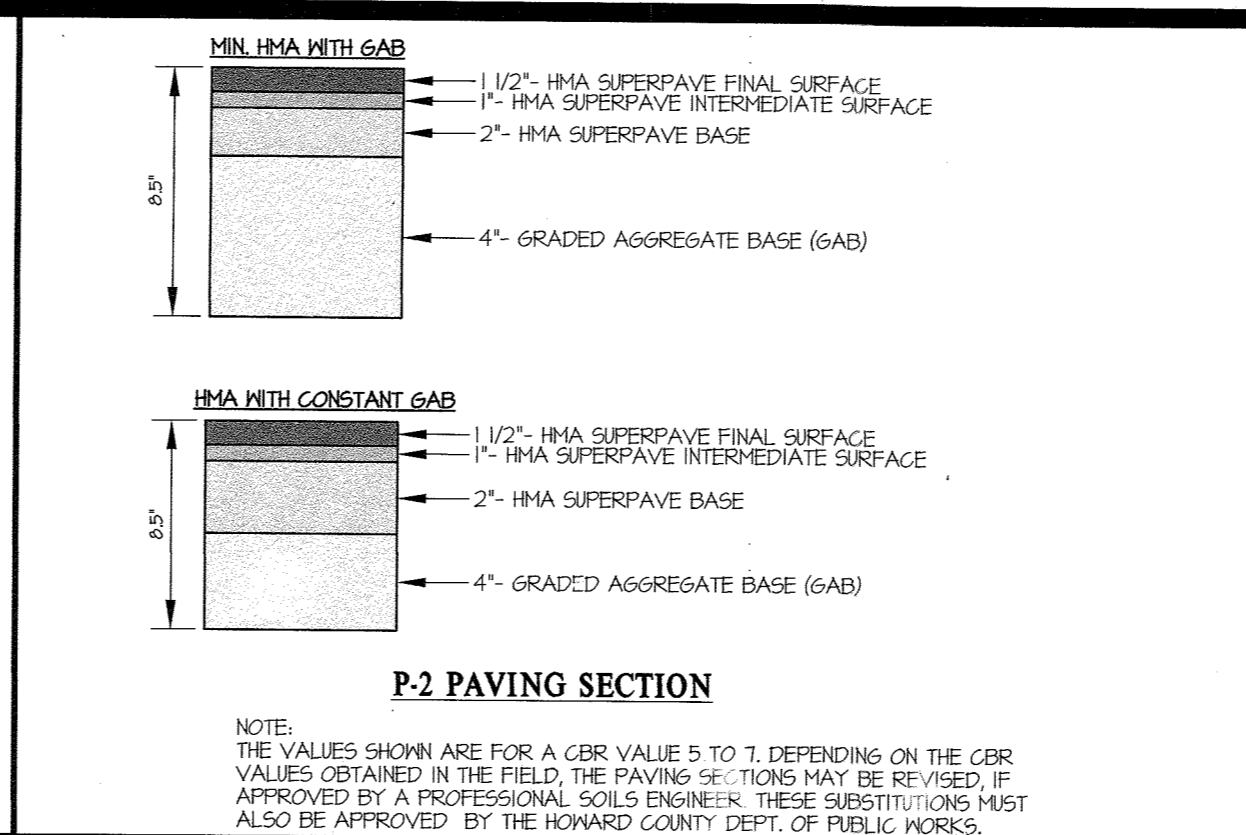 MIN. HMA WITH GAB
1 1/2"- HMA SUPERPAVE FINAL SURFACE
1"- HMA SUPERPAVE INTERMEDIATE SURFACE
2"- HMA SUPERPAVE BASE
8.5"
4"- GRADED AGGREGATE BASE (GAB)
HMA WITH CONSTANT GAB
1 1/2"- HMA SUPERPAVE FINAL SURFACE
1"- HMA SUPERPAVE INTERMEDIATE SURFACE
2"- HMA SUPERPAVE BASE
8.5"
4"- GRADED AGGREGATE BASE (GAB)
P-2 PAVING SECTION
NOTE:
THE VALUES SHOWN ARE FOR A CBR VALUE 5 TO 7. DEPENDING ON THE CBR
VALUES OBTAINED IN THE FIELD, THE PAVING SECTIONS MAY BE REVISED, IF
APPROVED BY A PROFESSIONAL SOILS ENGINEER. THESE SUBSTITUTIONS MUST
ALSO BE APPROVED BY THE HOWARD COUNTY DEPT. OF PUBLIC WORKS.